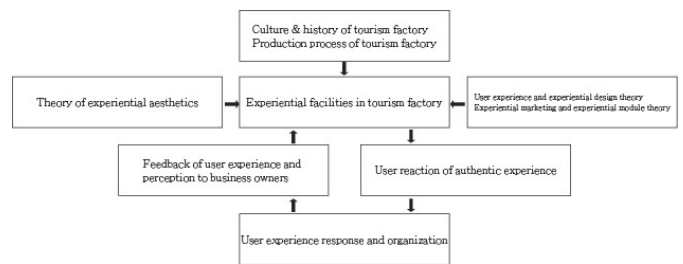 Culture & history of tourism factory
Production process of tourism factory
Theory of experiential aesthetics
Experiential facilities in tourism factory
User experience and experiential design theory
Experiential marketing and experiential module theory
Feedback of user experience and
perception to business owners
User reaction of authentic experience
User experience response and organization